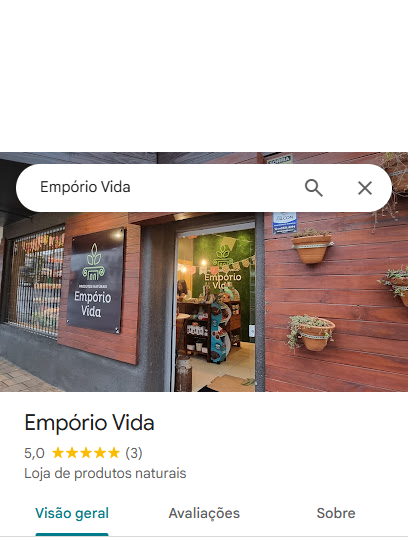 Empório Vida
PRODUTOS NATURAIS
Empório
Vida
Empório
Vida
Empório Vida
5,0 (3)
Loja de produtos naturais
Visão geral
Avaliações
Sobre